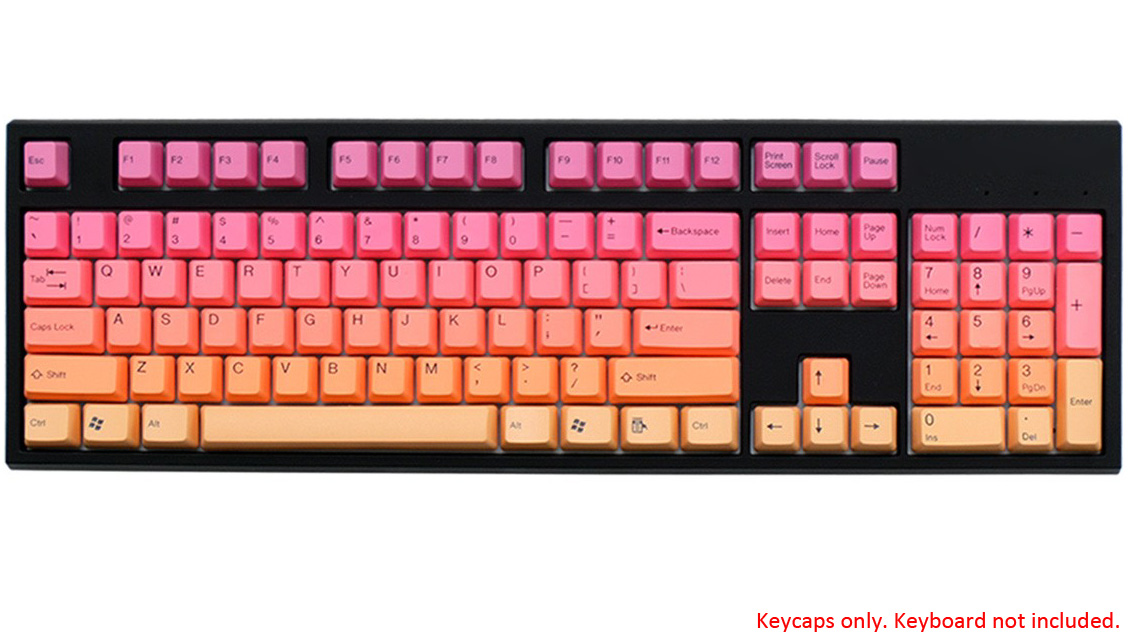 Esc F1 F2 F3 F4 F5 F6 F7 F8 F9 F10 F11 F12 Print Screen Scroll Lock Pause
~ ` ! 1 @ 2 # 3 $ 4 % 5 ^ 6 & 7 * 8 ( 9 ) 0 — - + = ← Backspace Insert Home Page Up Num Lock / * −
Tab Q W E R T Y U I O P { [ } ] | \ Delete End Page Down 7 Home 8 ↑ 9 PgUp +
Caps Lock A S D F G H J K L : ; " , ↵ Enter 4 ← 5 6 →
⇧ Shift Z X C V B N M < , > . ? / ⇧ Shift ↑ 1 End 2 ↓ 3 PgDn Enter
Ctrl Alt Alt Ctrl ← ↓ → 0 Ins . Del
Keycaps only. Keyboard not included.